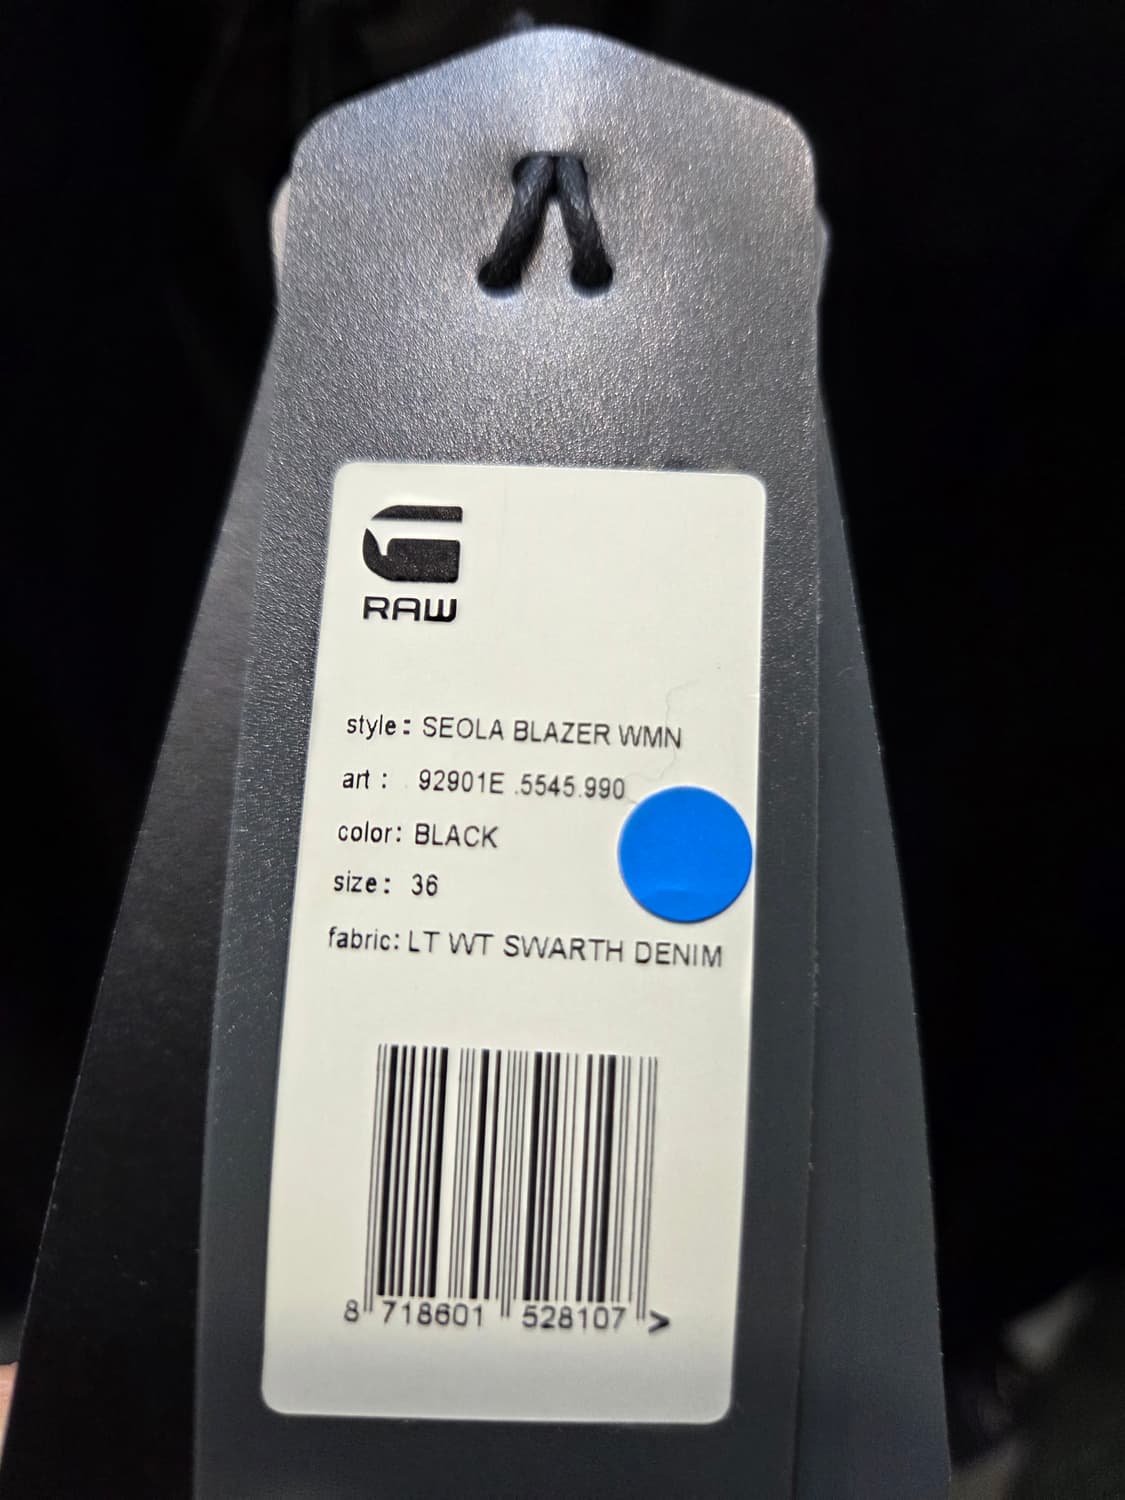 RAW
style: SEOLA BLAZER WMN
art : 92901E .5545.990
color: BLACK
size: 36
fabric: LT WT SWARTH DENIM
8 718601 528107 >